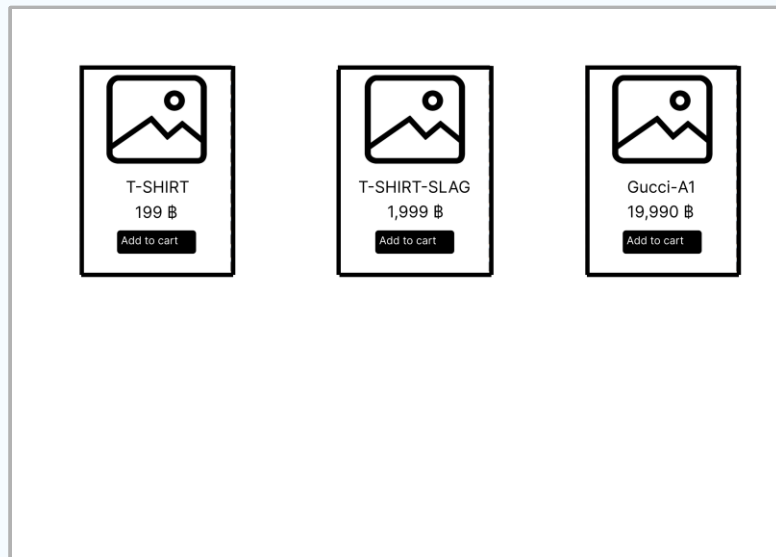 T-SHIRT
199 ฿
Add to cart
T-SHIRT-SLAG
1,999 ฿
Add to cart
Gucci-A1
19,990 ฿
Add to cart